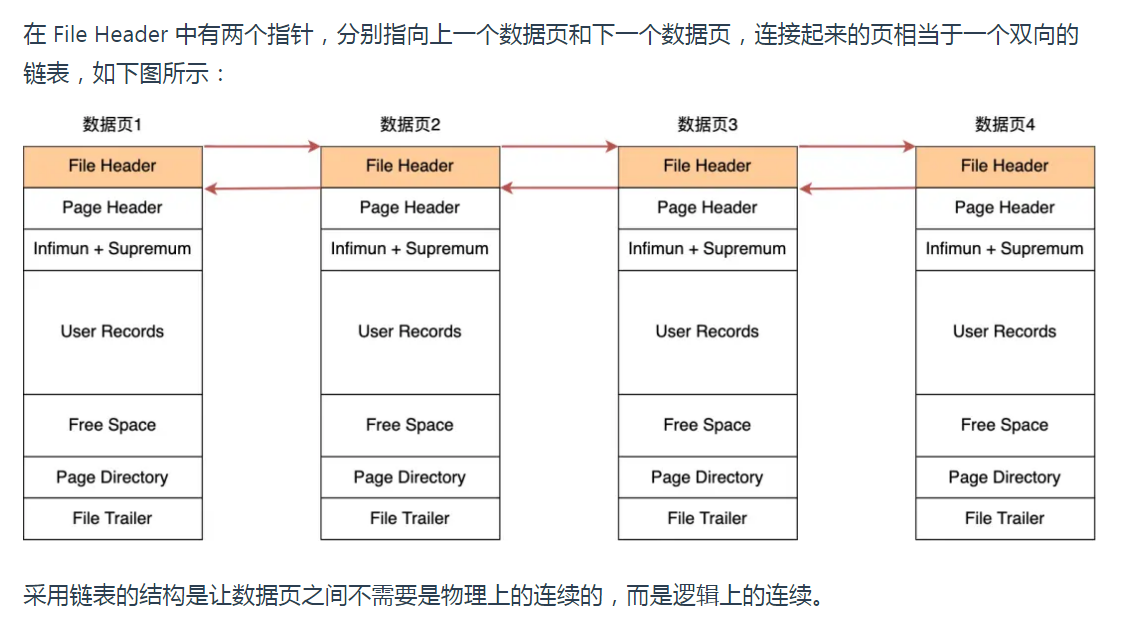 在 File Header 中有两个指针，分别指向上一个数据页和下一个数据页，连接起来的页相当于一个双向的
链表，如下图所示：
数据页1 数据页2 数据页3 数据页4
File Header File Header File Header File Header
Page Header Page Header Page Header Page Header
Infimun + Supremum Infimun + Supremum Infimun + Supremum Infimun + Supremum
User Records User Records User Records User Records
Free Space Free Space Free Space Free Space
Page Directory Page Directory Page Directory Page Directory
File Trailer File Trailer File Trailer File Trailer
采用链表的结构是让数据页之间不需要是物理上的连续的，而是逻辑上的连续。